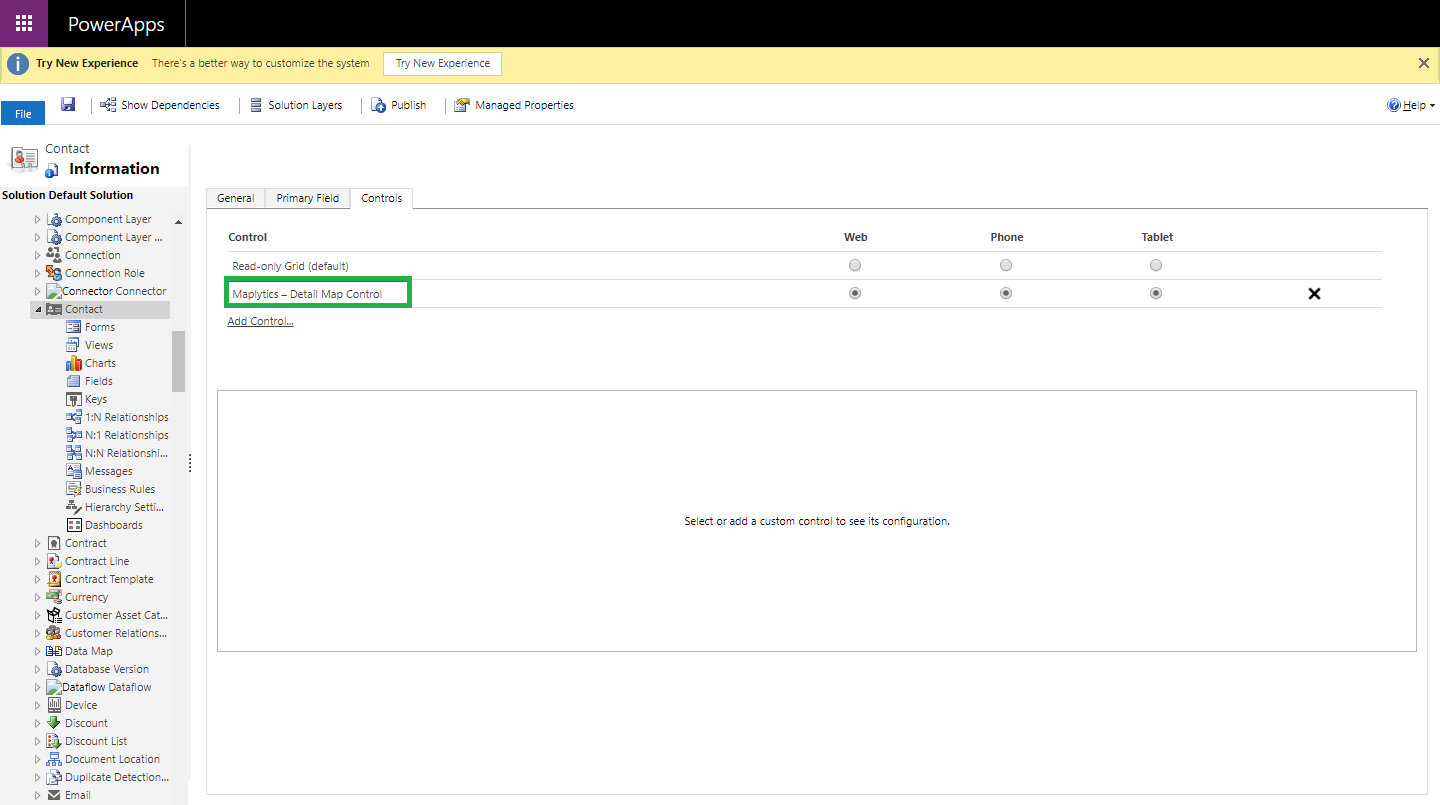 PowerApps
Try New Experience There's a better way to customize the system Try New Experience
File Show Dependencies Solution Layers Publish Managed Properties Help
Contact
Information
Solution Default Solution
Component Layer
Component Layer ...
Connection
Connection Role
Connector Connector
Contact
Forms
Views
Charts
Fields
Keys
1:N Relationships
N:1 Relationships
N:N Relationshi...
Messages
Business Rules
Hierarchy Setti...
Dashboards
Contract
Contract Line
Contract Template
Currency
Customer Asset Cat...
Customer Relations...
Data Map
Database Version
Dataflow Dataflow
Device
Discount
Discount List
Document Location
Duplicate Detection...
Email
General Primary Field Controls
Control Web Phone Tablet
Read-only Grid (default)
Maplytics – Detail Map Control
Add Control...
Select or add a custom control to see its configuration.